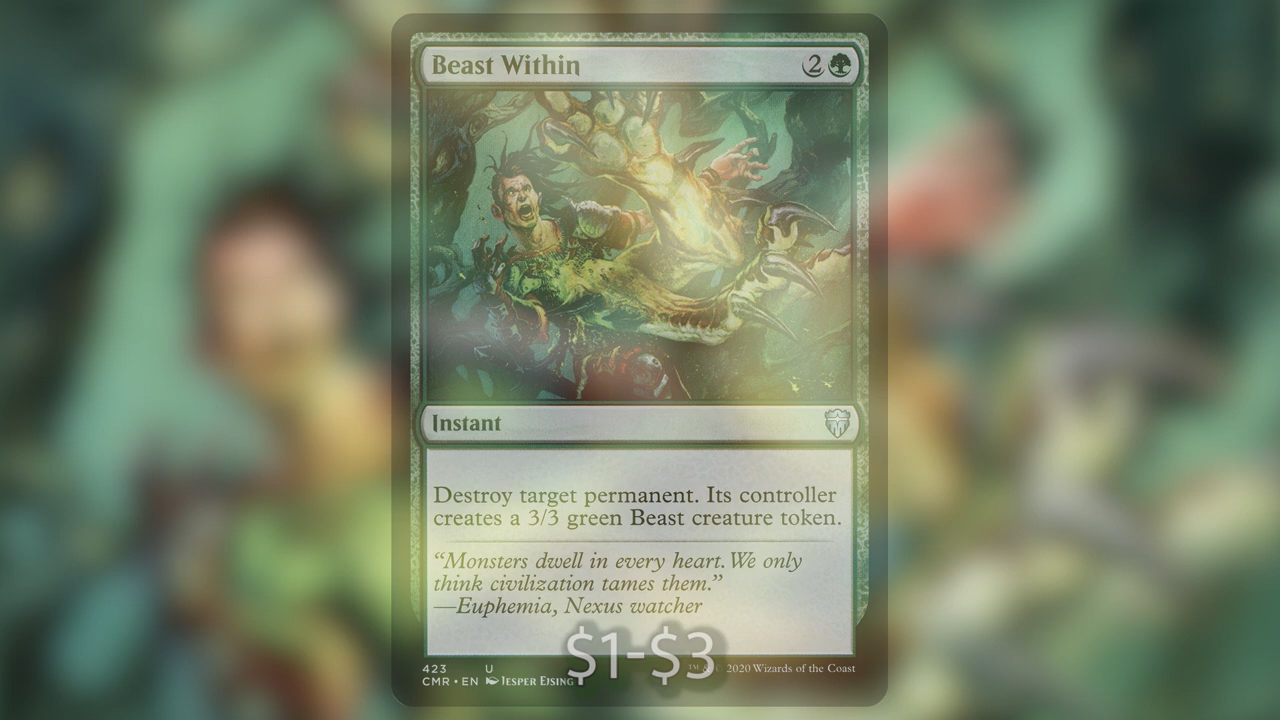 Beast Within 2
Instant
Destroy target permanent. Its controller
creates a 3/3 green Beast creature token.
“Monsters dwell in every heart. We only
think civilization tames them.”
—Euphemia, Nexus watcher
$1-$3
423 U ™ & © 2020 Wizards of the Coast
CMR • EN Jesper Ejsing